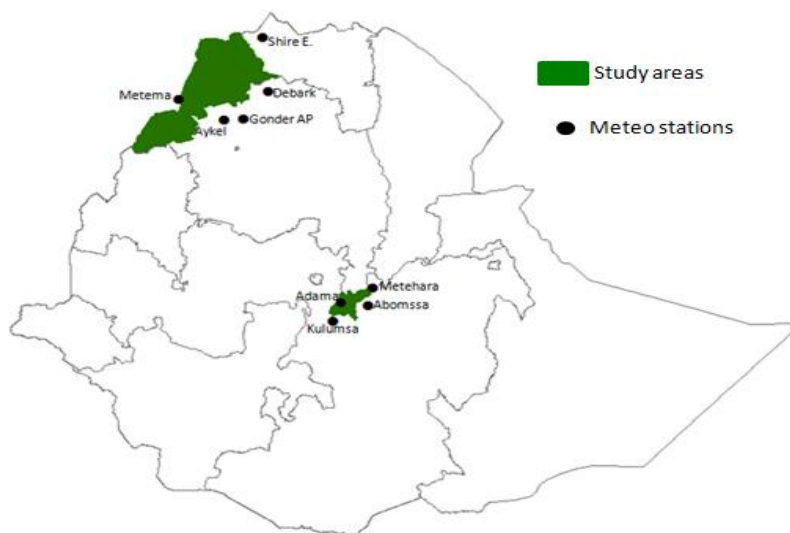 Shire E.
Study areas
Debark
Metema
Aykel
Gonder AP
Meteo stations
Metehara
Adama
Abomssa
Kulumsa